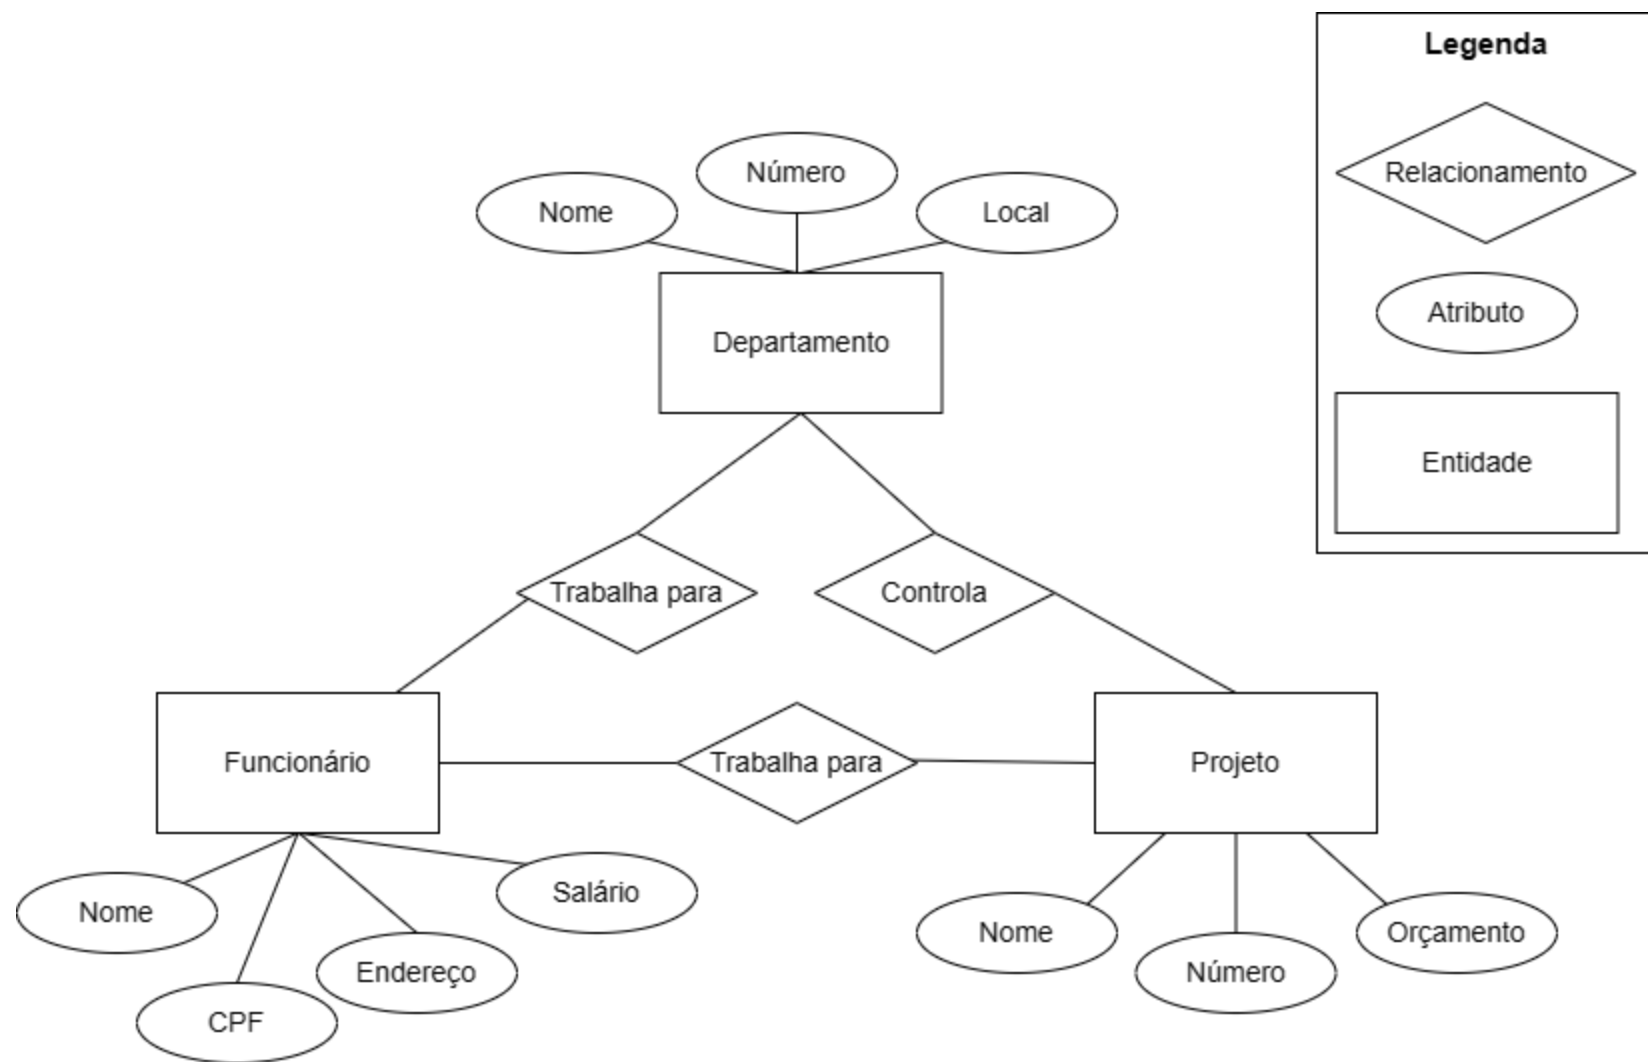 Legenda
Relacionamento
Atributo
Entidade
Número
Nome
Local
Departamento
Trabalha para
Controla
Funcionário
Trabalha para
Projeto
Nome
Salário
Endereço
CPF
Nome
Número
Orçamento